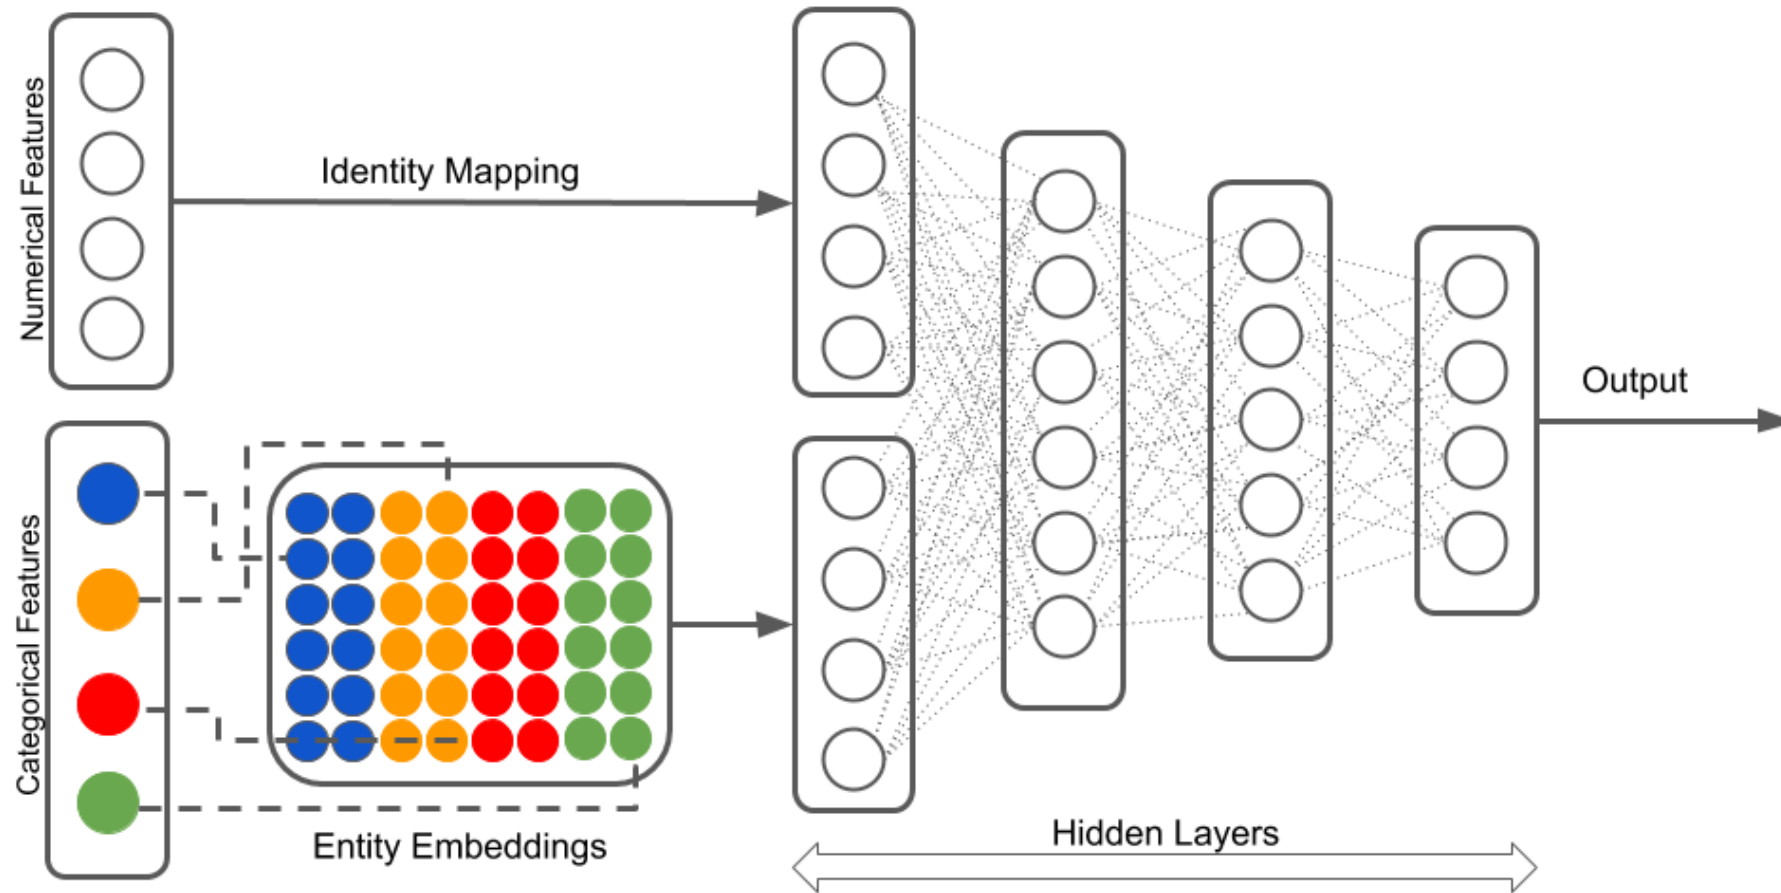 Numerical Features
Identity Mapping
Output
Categorical Features
Entity Embeddings
Hidden Layers